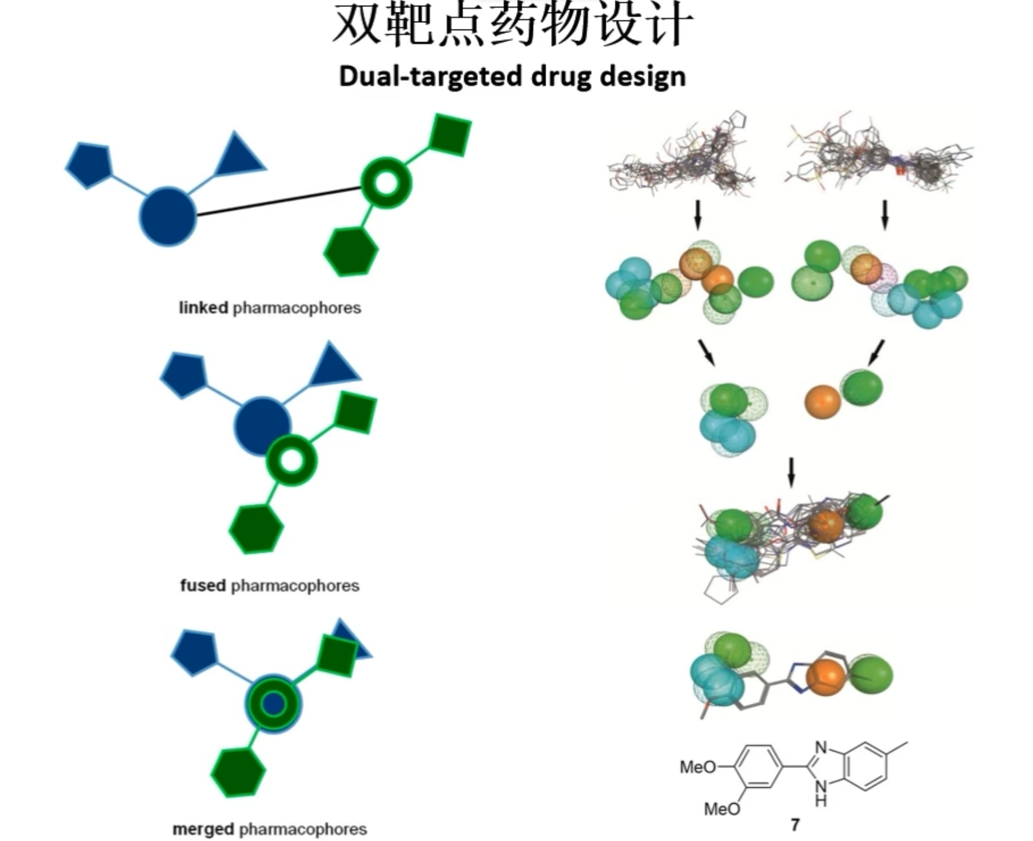 双靶点药物设计
Dual-targeted drug design
linked pharmacophores
fused pharmacophores
merged pharmacophores
MeO
MeO
N
N
H
7